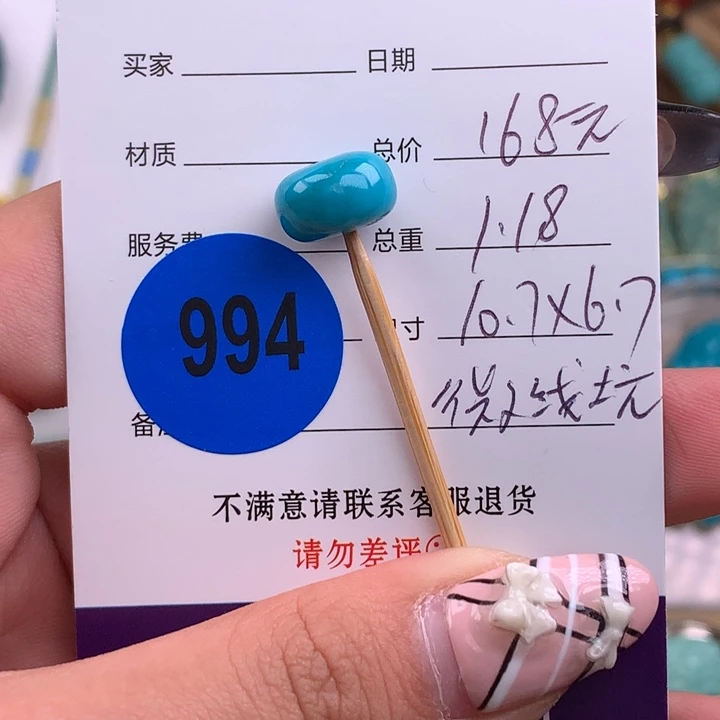 买家 日期
材质 总价 168元
服务费 总重 1.18
994 寸 10.7X6.7
备注 微线坑
不满意请联系客服退货
请勿差评